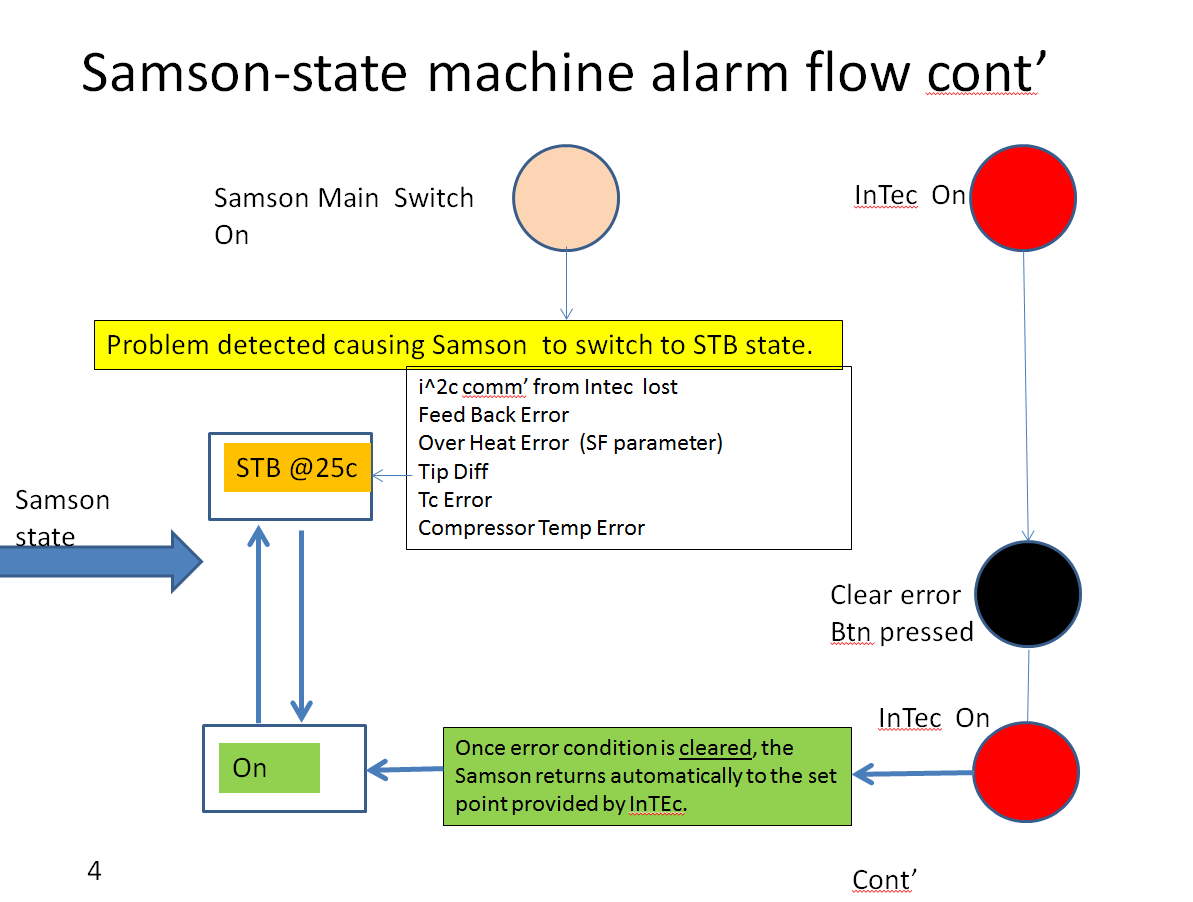 Samson-state machine alarm flow cont’
Samson Main  Switch
On
InTec  On
Problem detected causing Samson  to switch to STB state.
i^2c comm’ from Intec  lost
Feed Back Error
Over Heat Error  (SF parameter)
Tip Diff
Tc Error
Compressor Temp Error
STB @25c
Samson
state
Clear error
Btn pressed
InTec  On
Once error condition is cleared, the
Samson returns automatically to the set
point provided by InTEc.
On
4
Cont’